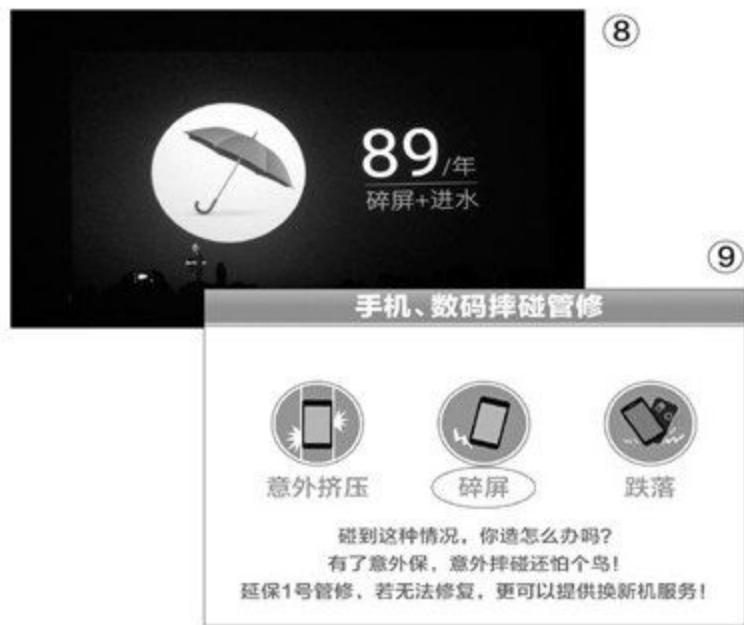 ⑧
89/年
碎屏+进水
⑨
手机、数码摔碰管修
意外挤压
碎屏
跌落
碰到这种情况，你造怎么办吗?
有了意外保，意外摔碰还怕个鸟!
延保1号管修，若无法修复，更可以提供换新机服务!